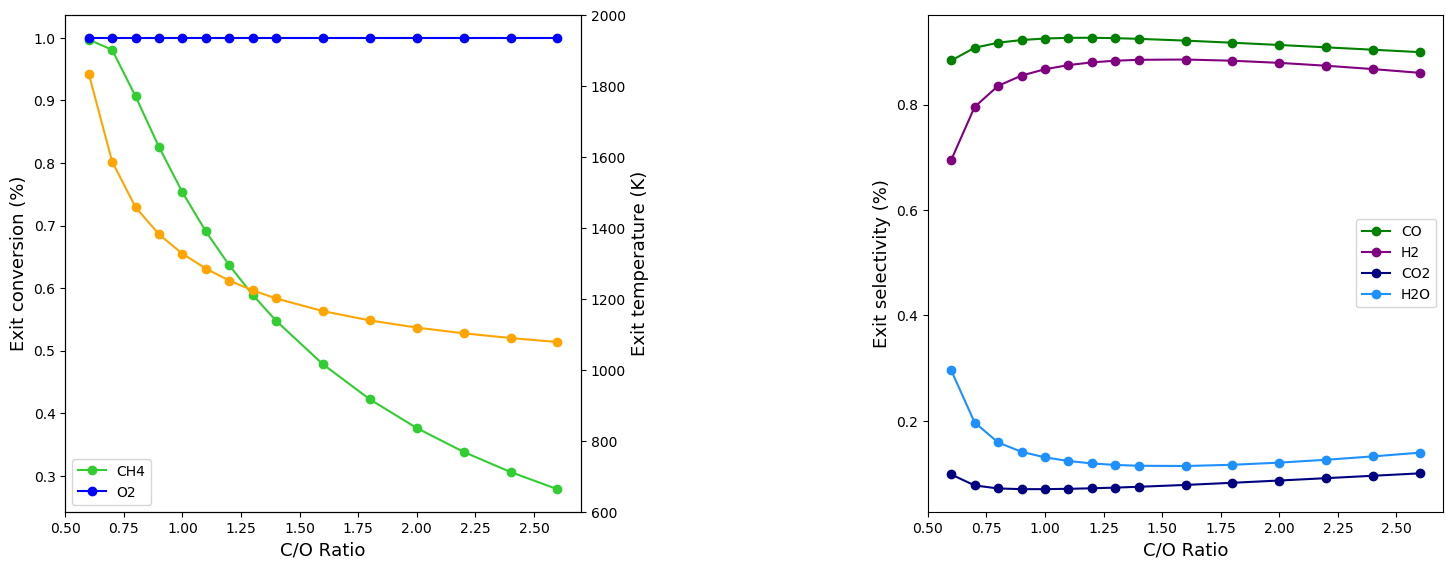 Exit conversion (%)
1.0
0.9
0.8
0.7
0.6
0.5
0.4
0.3
CH4
O2
0.50 0.75 1.00 1.25 1.50 1.75 2.00 2.25 2.50
C/O Ratio
2000
1800
1600
1400
1200
1000
800
600
Exit temperature (K)
Exit selectivity (%)
0.8
0.6
0.4
0.2
CO
H2
CO2
H2O
0.50 0.75 1.00 1.25 1.50 1.75 2.00 2.25 2.50
C/O Ratio